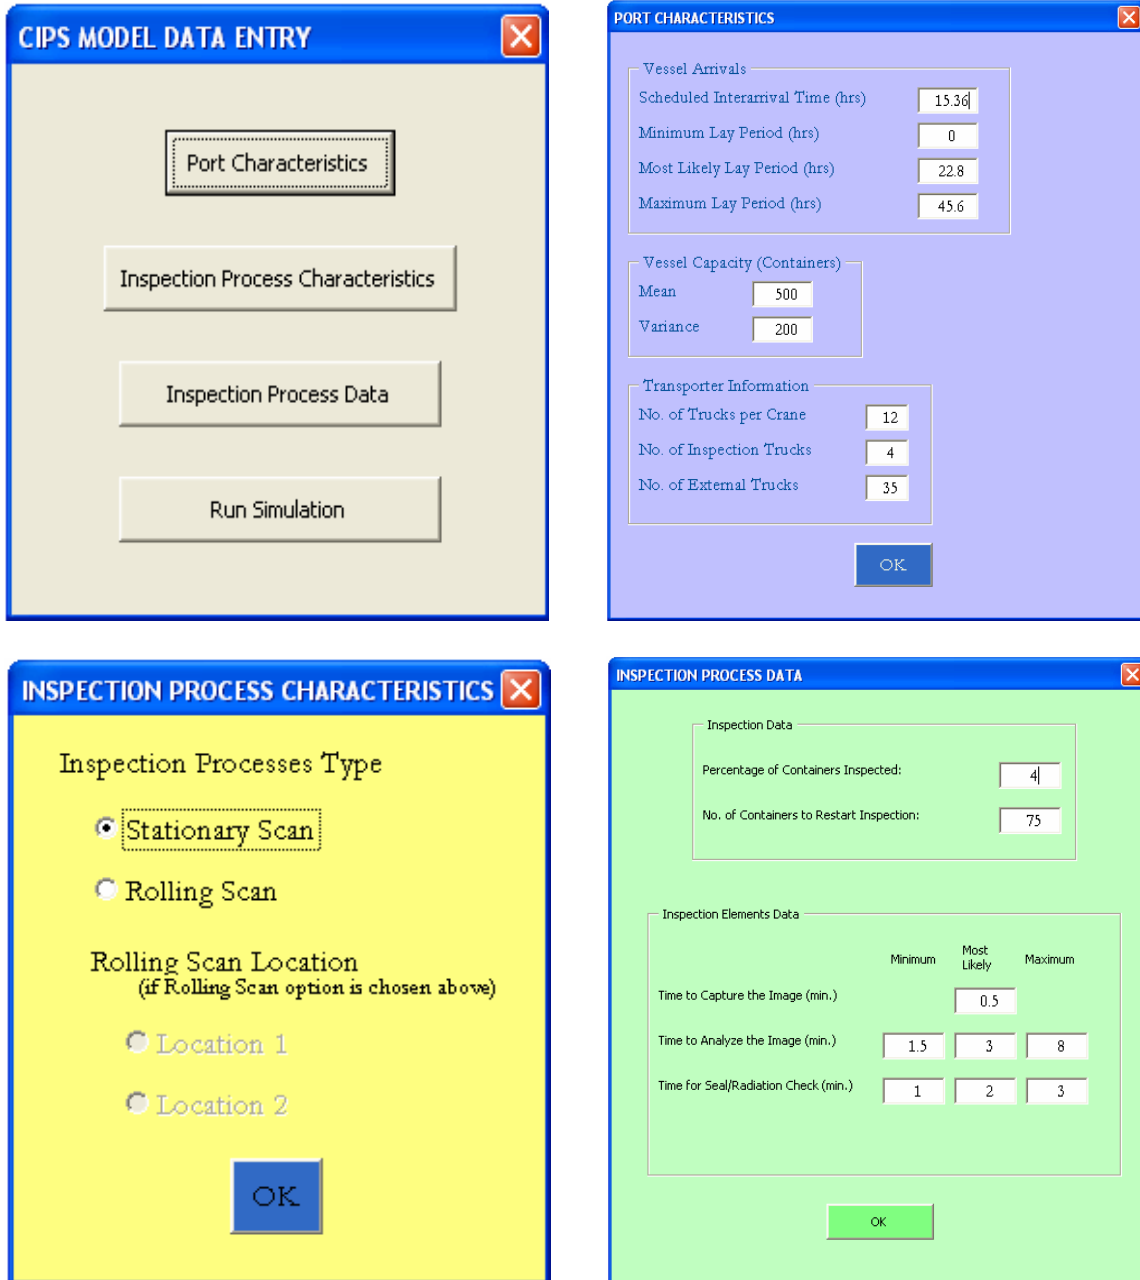 CIPS MODEL DATA ENTRY
Port Characteristics
Inspection Process Characteristics
Inspection Process Data
Run Simulation
PORT CHARACTERISTICS
Vessel Arrivals
Scheduled Interarrival Time (hrs) 15.36
Minimum Lay Period (hrs) 0
Most Likely Lay Period (hrs) 22.8
Maximum Lay Period (hrs) 45.6
Vessel Capacity (Containers)
Mean 500
Variance 200
Transporter Information
No. of Trucks per Crane 12
No. of Inspection Trucks 4
No. of External Trucks 35
OK
INSPECTION PROCESS CHARACTERISTICS
Inspection Processes Type
Stationary Scan
Rolling Scan
Rolling Scan Location
(if Rolling Scan option is chosen above)
Location 1
Location 2
OK
INSPECTION PROCESS DATA
Inspection Data
Percentage of Containers Inspected: 4
No. of Containers to Restart Inspection: 75
Inspection Elements Data
Minimum Most Likely Maximum
Time to Capture the Image (min.) 0.5
Time to Analyze the Image (min.) 1.5 3 8
Time for Seal/Radiation Check (min.) 1 2 3
OK